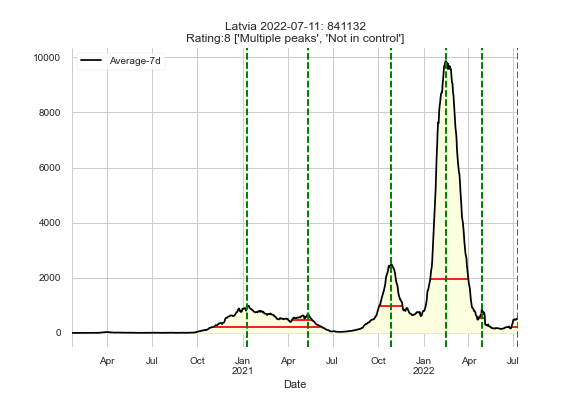 Latvia 2022-07-11: 841132
Rating:8 ['Multiple peaks', 'Not in control']
Average-7d
10000
8000
6000
4000
2000
0
Apr Jul Oct Jan Apr Jul Oct Jan Apr Jul
2021 2022
Date